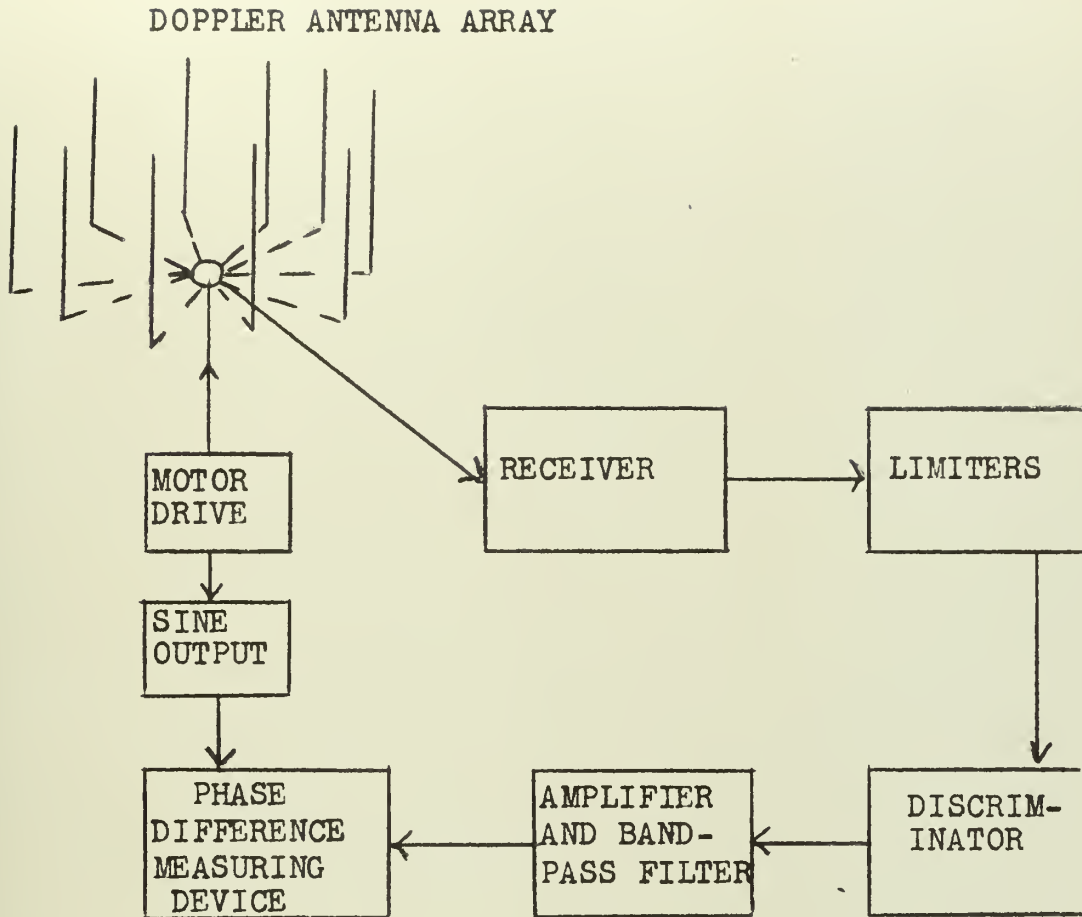 DOPPLER ANTENNA ARRAY
RECEIVER
LIMITERS
MOTOR
DRIVE
SINE
OUTPUT
PHASE
DIFFERENCE
MEASURING
DEVICE
AMPLIFIER
AND BAND-
PASS FILTER
DISCRIM-
INATOR